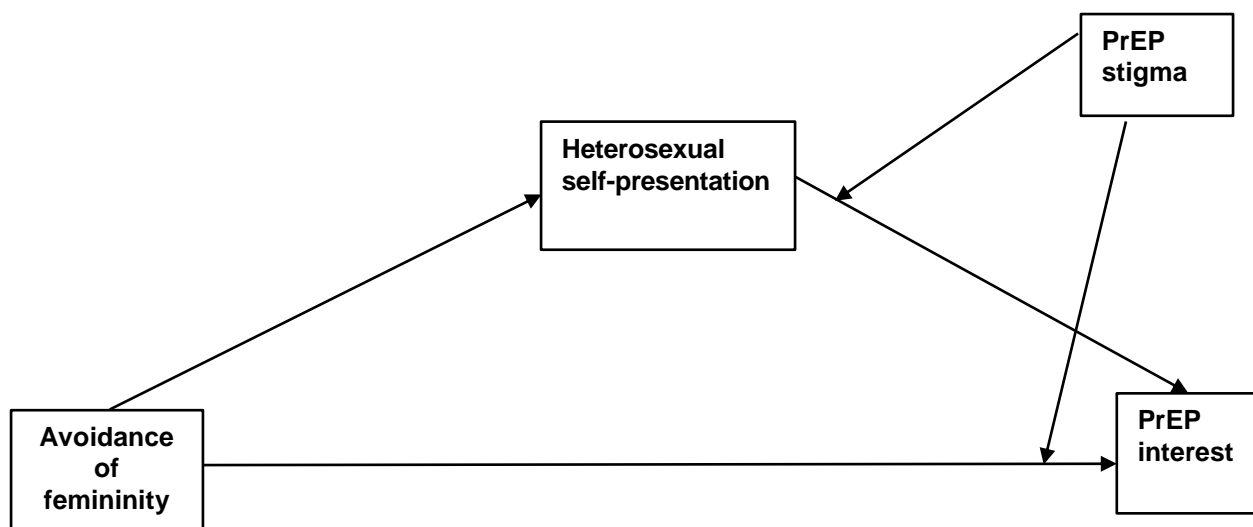 PrEP
stigma
Heterosexual
self-presentation
Avoidance
of
femininity
PrEP
interest